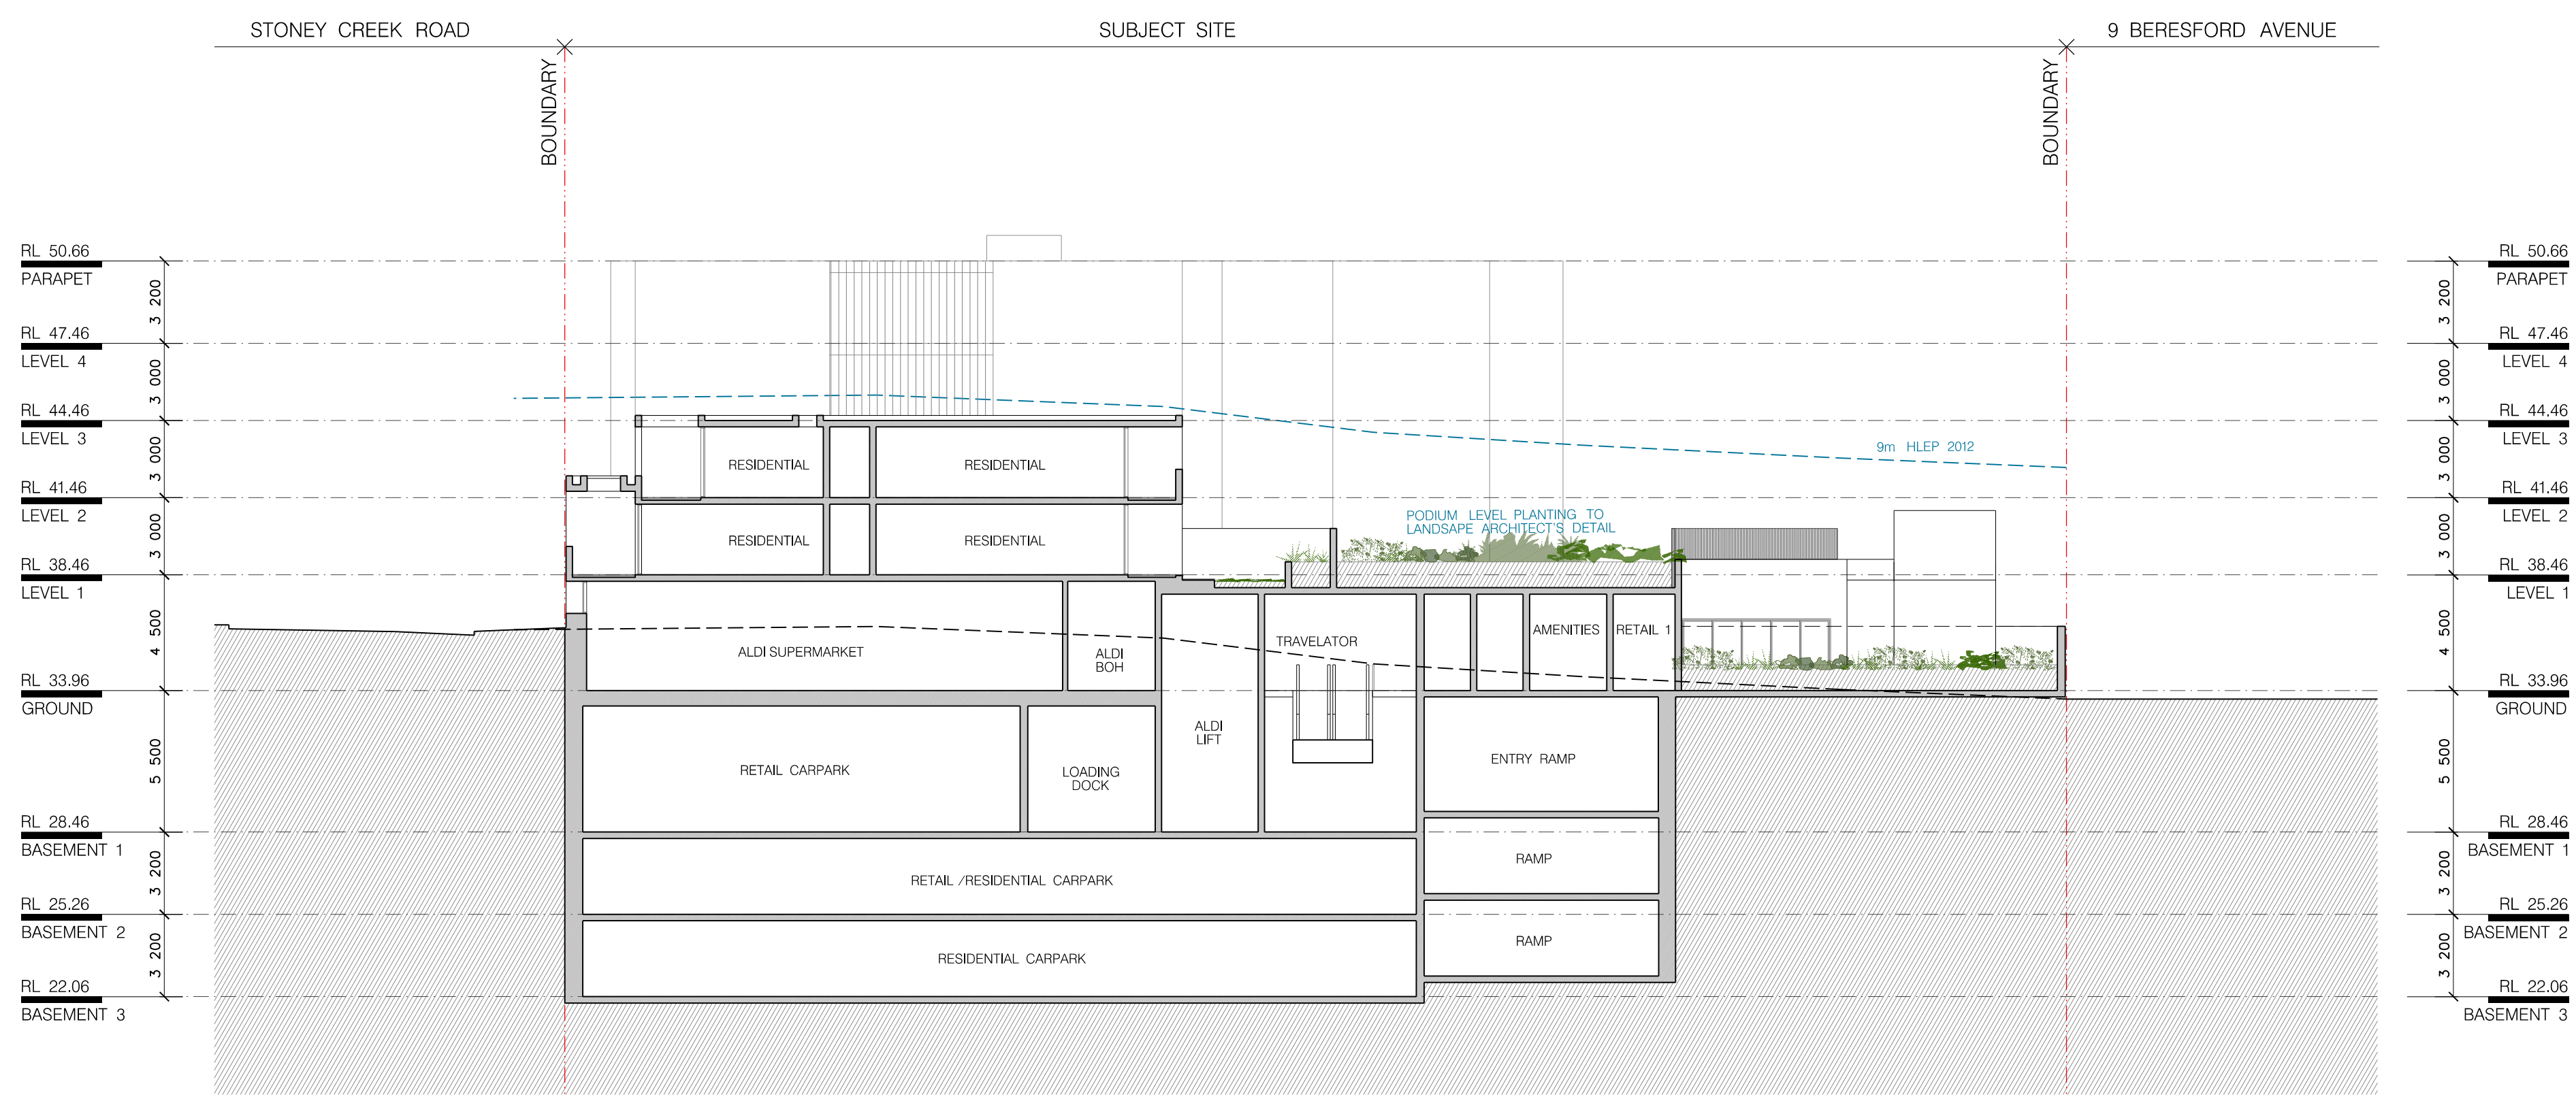 STONEY CREEK ROAD
SUBJECT SITE
9 BERESFORD AVENUE
BOUNDARY
BOUNDARY
RL 50.66
PARAPET
3 200
RL 47.46
LEVEL 4
3 000
RL 44.46
LEVEL 3
3 000
RL 41.46
LEVEL 2
3 000
RL 38.46
LEVEL 1
4 500
RL 33.96
GROUND
5 500
RL 28.46
BASEMENT 1
3 200
RL 25.26
BASEMENT 2
3 200
RL 22.06
BASEMENT 3
9m HLEP 2012
RESIDENTIAL
RESIDENTIAL
PODIUM LEVEL PLANTING TO
LANDSAPE ARCHITECT'S DETAIL
RESIDENTIAL
RESIDENTIAL
ALDI SUPERMARKET
ALDI
BOH
TRAVELATOR
AMENITIES
RETAIL 1
RETAIL CARPARK
LOADING
DOCK
ALDI
LIFT
ENTRY RAMP
RETAIL /RESIDENTIAL CARPARK
RAMP
RESIDENTIAL CARPARK
RAMP
RL 50.66
PARAPET
3 200
RL 47.46
LEVEL 4
3 000
RL 44.46
LEVEL 3
3 000
RL 41.46
LEVEL 2
3 000
RL 38.46
LEVEL 1
4 500
RL 33.96
GROUND
5 500
RL 28.46
BASEMENT 1
3 200
RL 25.26
BASEMENT 2
3 200
RL 22.06
BASEMENT 3